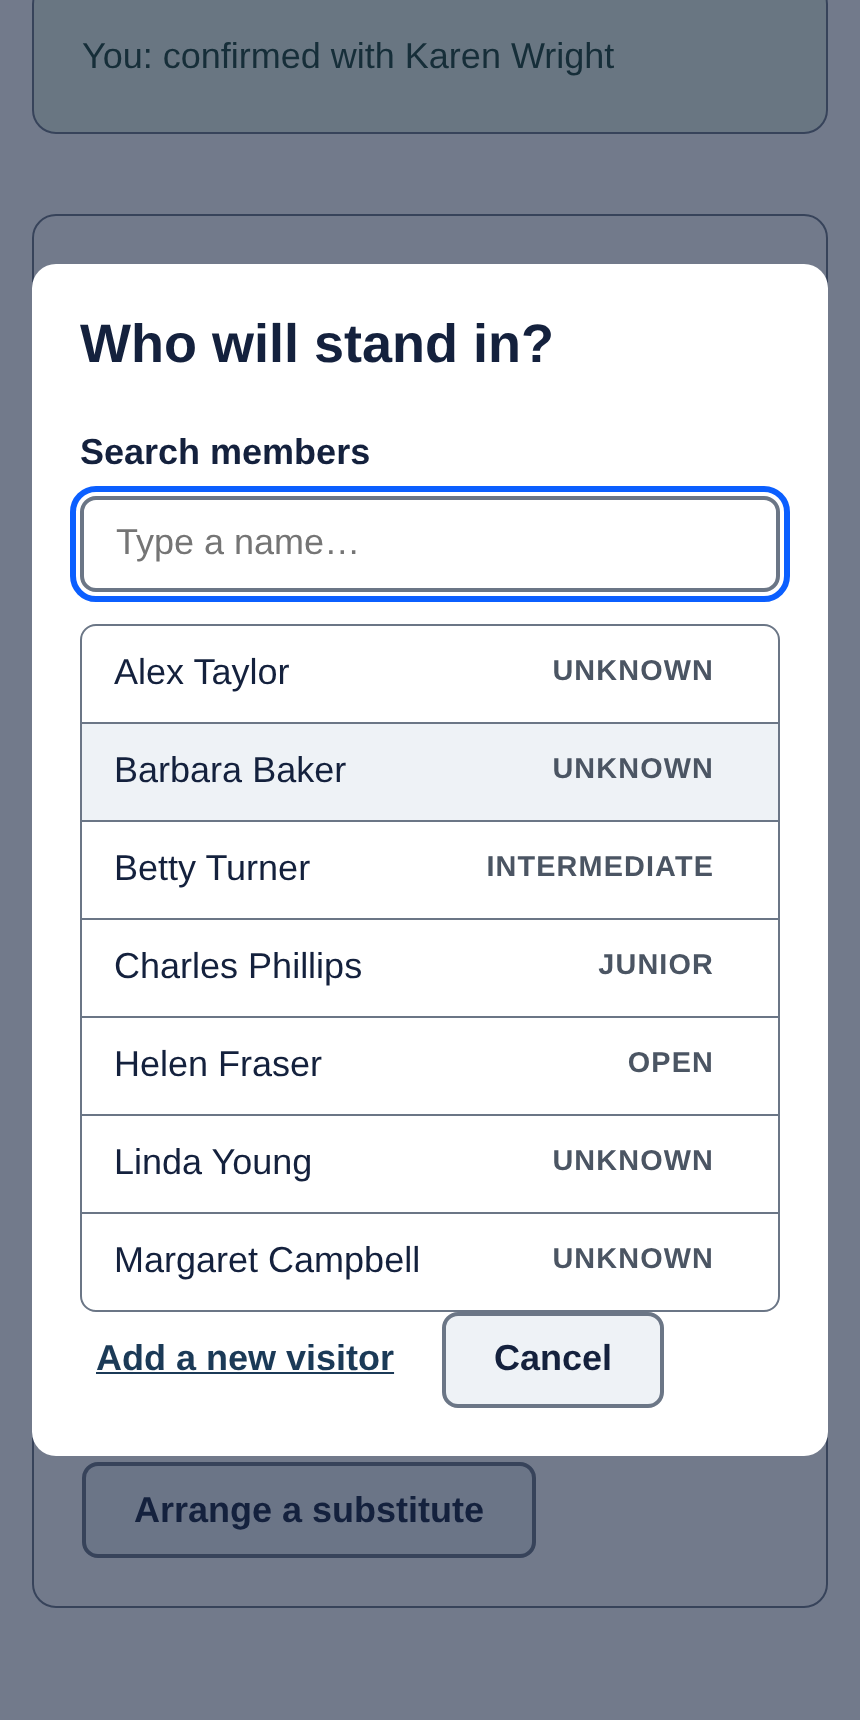 You: confirmed with Karen Wright
Who will stand in?
Search members
Type a name…
Alex Taylor UNKNOWN
Barbara Baker UNKNOWN
Betty Turner INTERMEDIATE
Charles Phillips JUNIOR
Helen Fraser OPEN
Linda Young UNKNOWN
Margaret Campbell UNKNOWN
Add a new visitor Cancel
Arrange a substitute